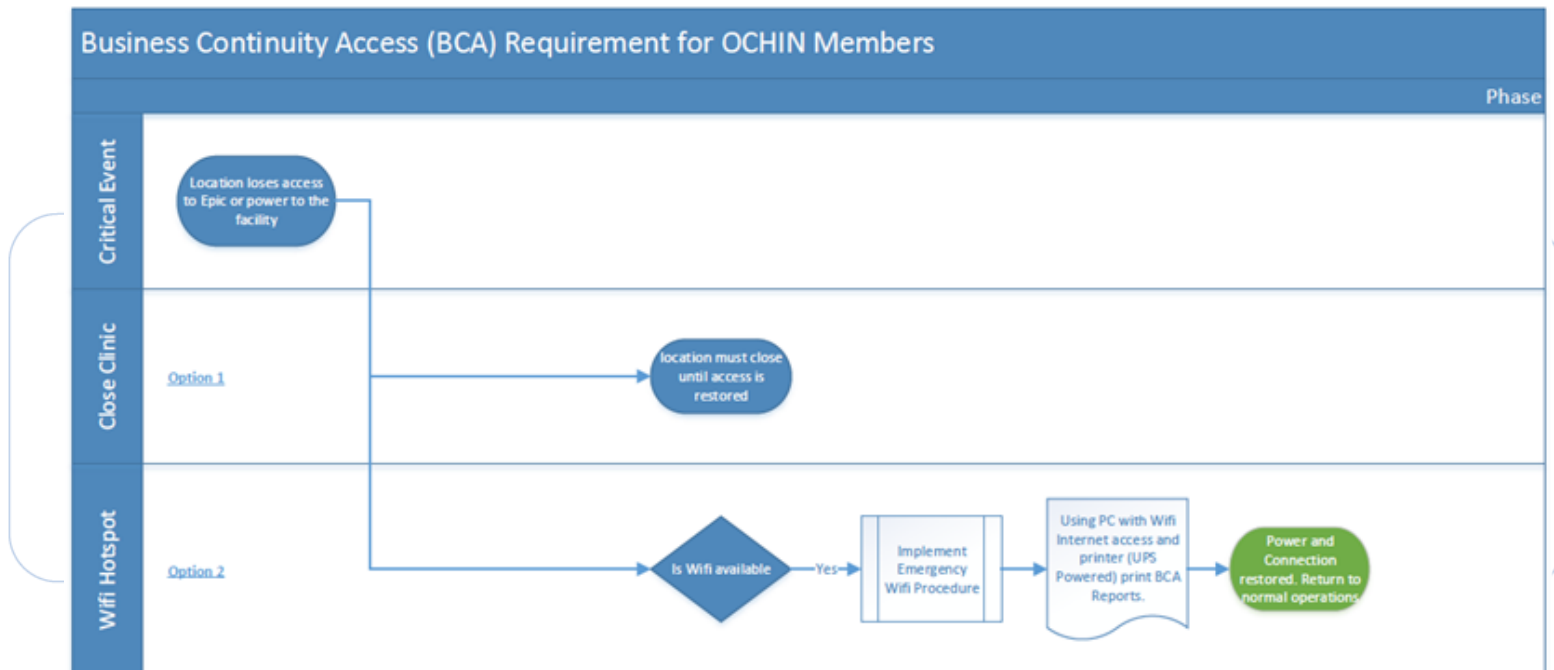 Business Continuity Access (BCA) Requirement for OCHIN Members
Phase
Critical Event
Location loses access
to Epic or power to the
facility
Close Clinic
Option 1
location must close
until access is
restored
Wifi Hotspot
Option 2
Is Wifi available
Yes
Implement
Emergency
Wifi Procedure
Using PC with Wifi
Internet access and
printer (UPS
Powered) print BCA
Reports.
Power and
Connection
restored. Return to
normal operations